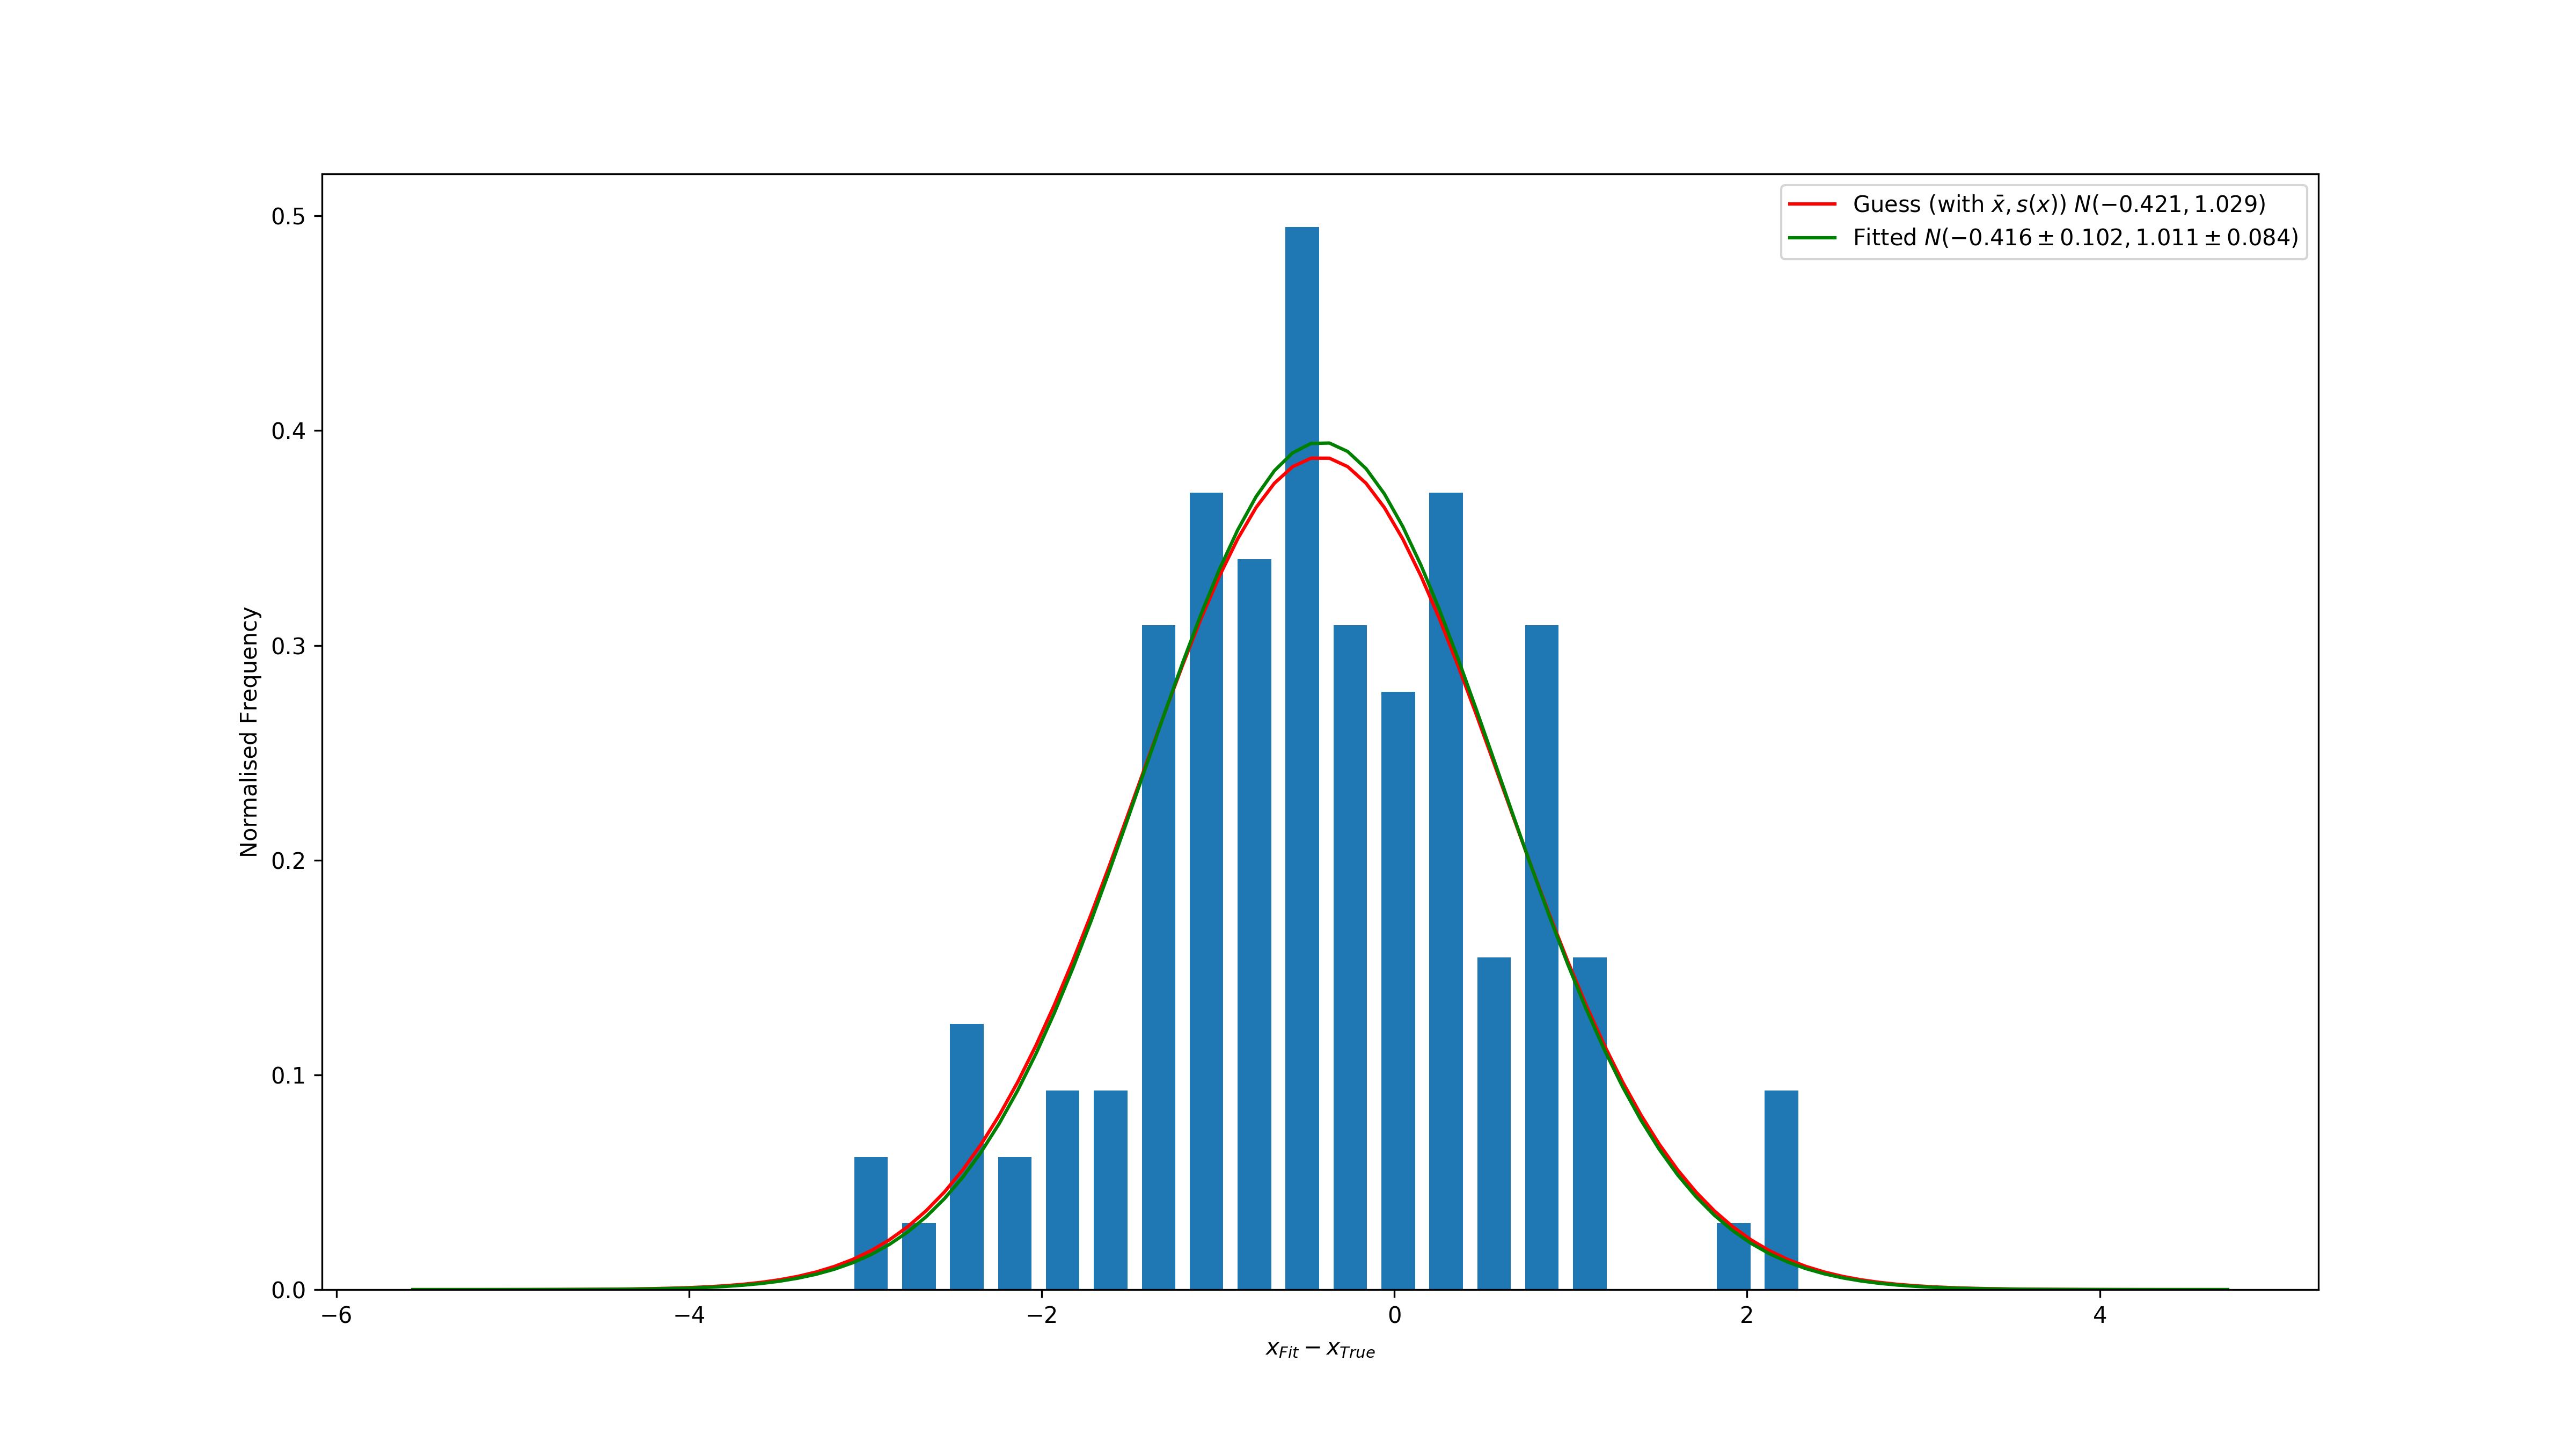 Guess (with x̄, s(x)) N(−0.421, 1.029)
Fitted N(−0.416 ± 0.102, 1.011 ± 0.084)
0.5
0.4
0.3
0.2
0.1
0.0
Normalised Frequency
−6 −4 −2 0 2 4
x_Fit − x_True